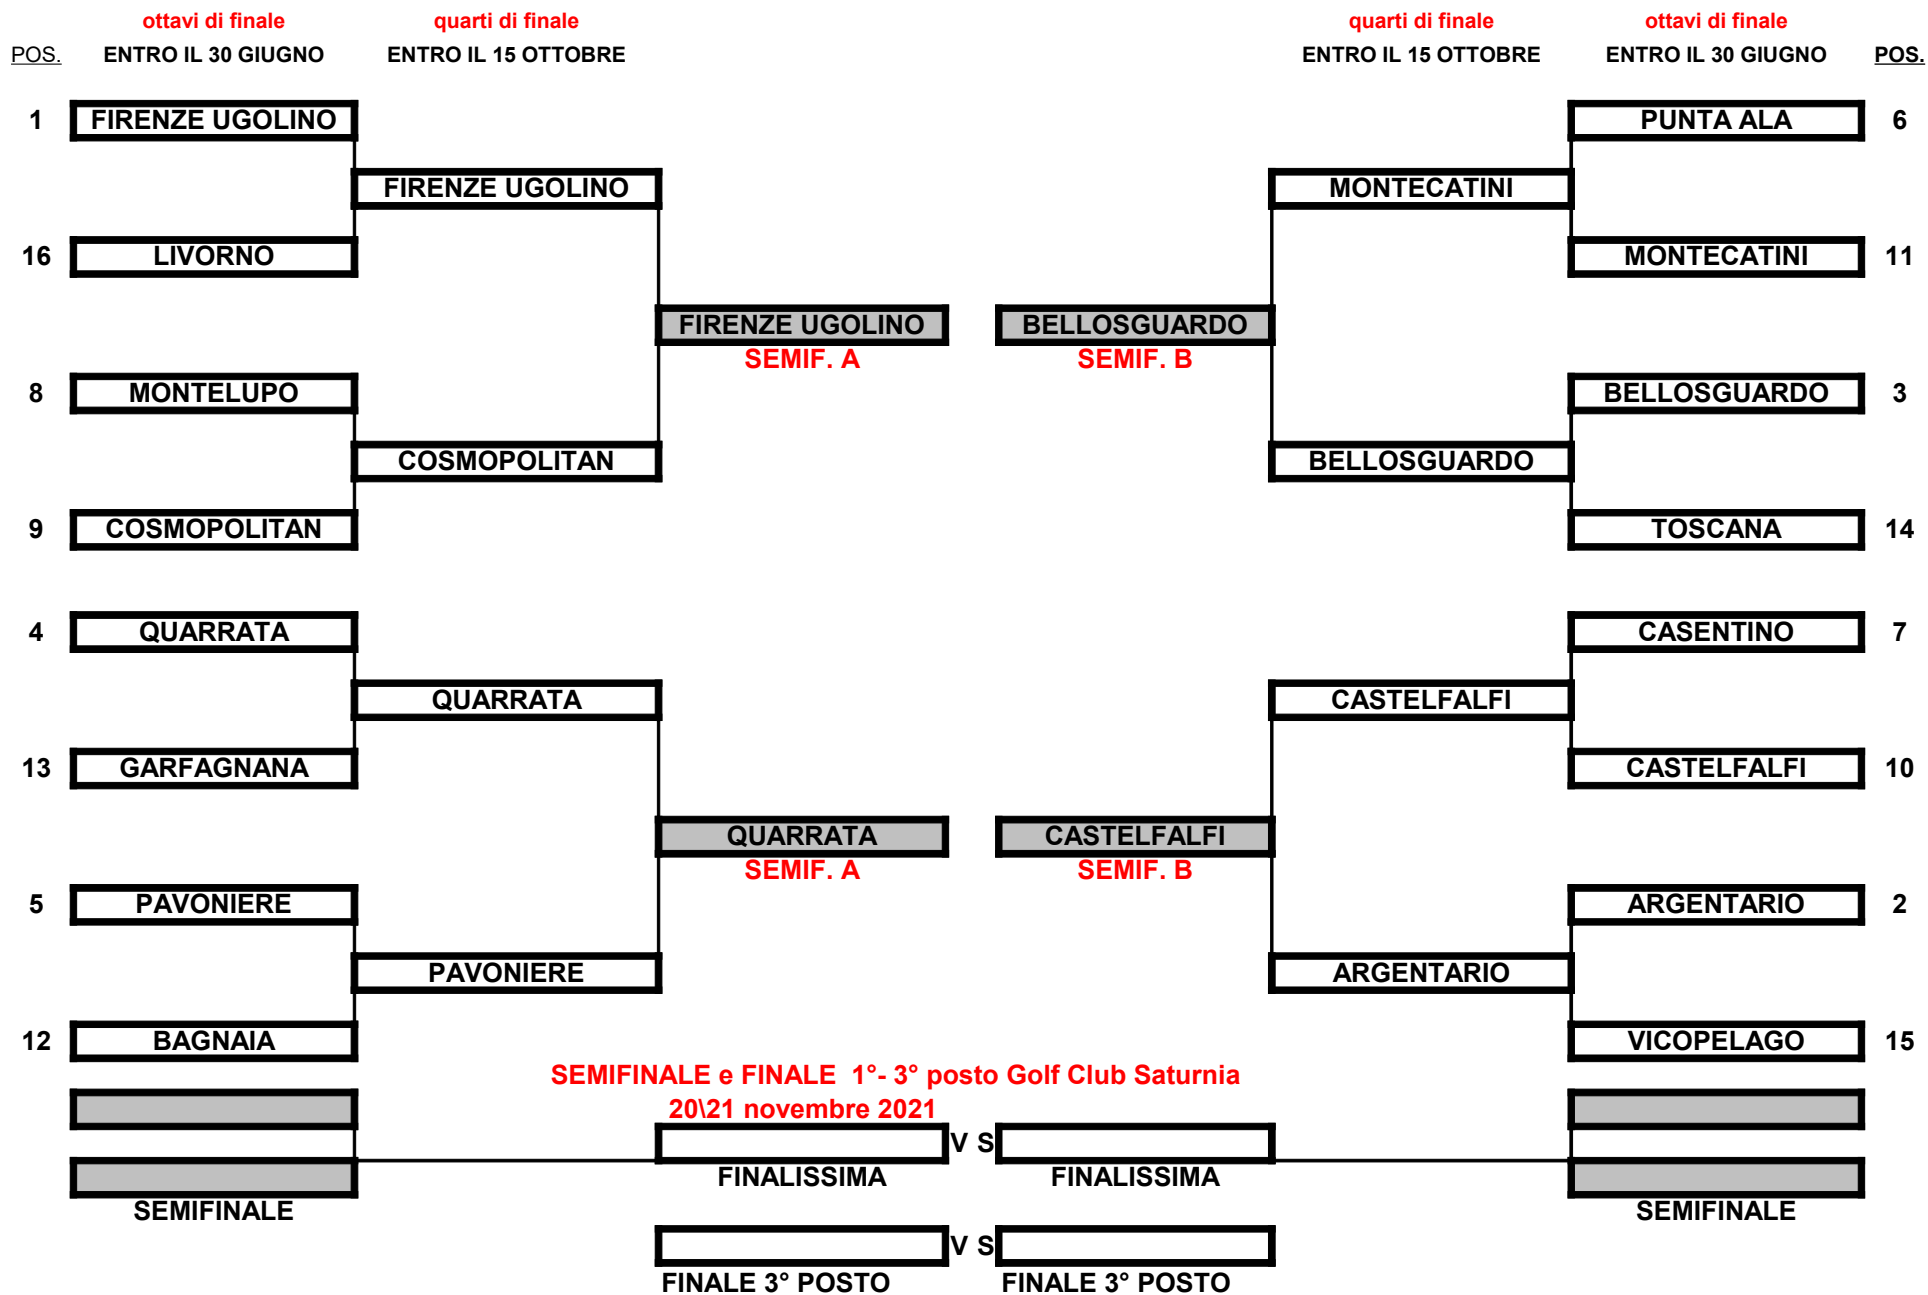 ottavi di finale quarti di finale quarti di finale ottavi di finale
POS. ENTRO IL 30 GIUGNO ENTRO IL 15 OTTOBRE ENTRO IL 15 OTTOBRE ENTRO IL 30 GIUGNO POS.
1 FIRENZE UGOLINO PUNTA ALA 6
FIRENZE UGOLINO MONTECATINI
16 LIVORNO MONTECATINI 11
FIRENZE UGOLINO BELLOSGUARDO
SEMIF. A SEMIF. B
8 MONTELUPO BELLOSGUARDO 3
COSMOPOLITAN BELLOSGUARDO
9 COSMOPOLITAN TOSCANA 14
4 QUARRATA CASENTINO 7
QUARRATA CASTELFALFI
13 GARFAGNANA CASTELFALFI 10
QUARRATA CASTELFALFI
SEMIF. A SEMIF. B
5 PAVONIERE ARGENTARIO 2
PAVONIERE ARGENTARIO
12 BAGNAIA VICOPELAGO 15
SEMIFINALE e FINALE 1°- 3° posto Golf Club Saturnia
20\21 novembre 2021
V S
FINALISSIMA FINALISSIMA
SEMIFINALE SEMIFINALE
V S
FINALE 3° POSTO FINALE 3° POSTO